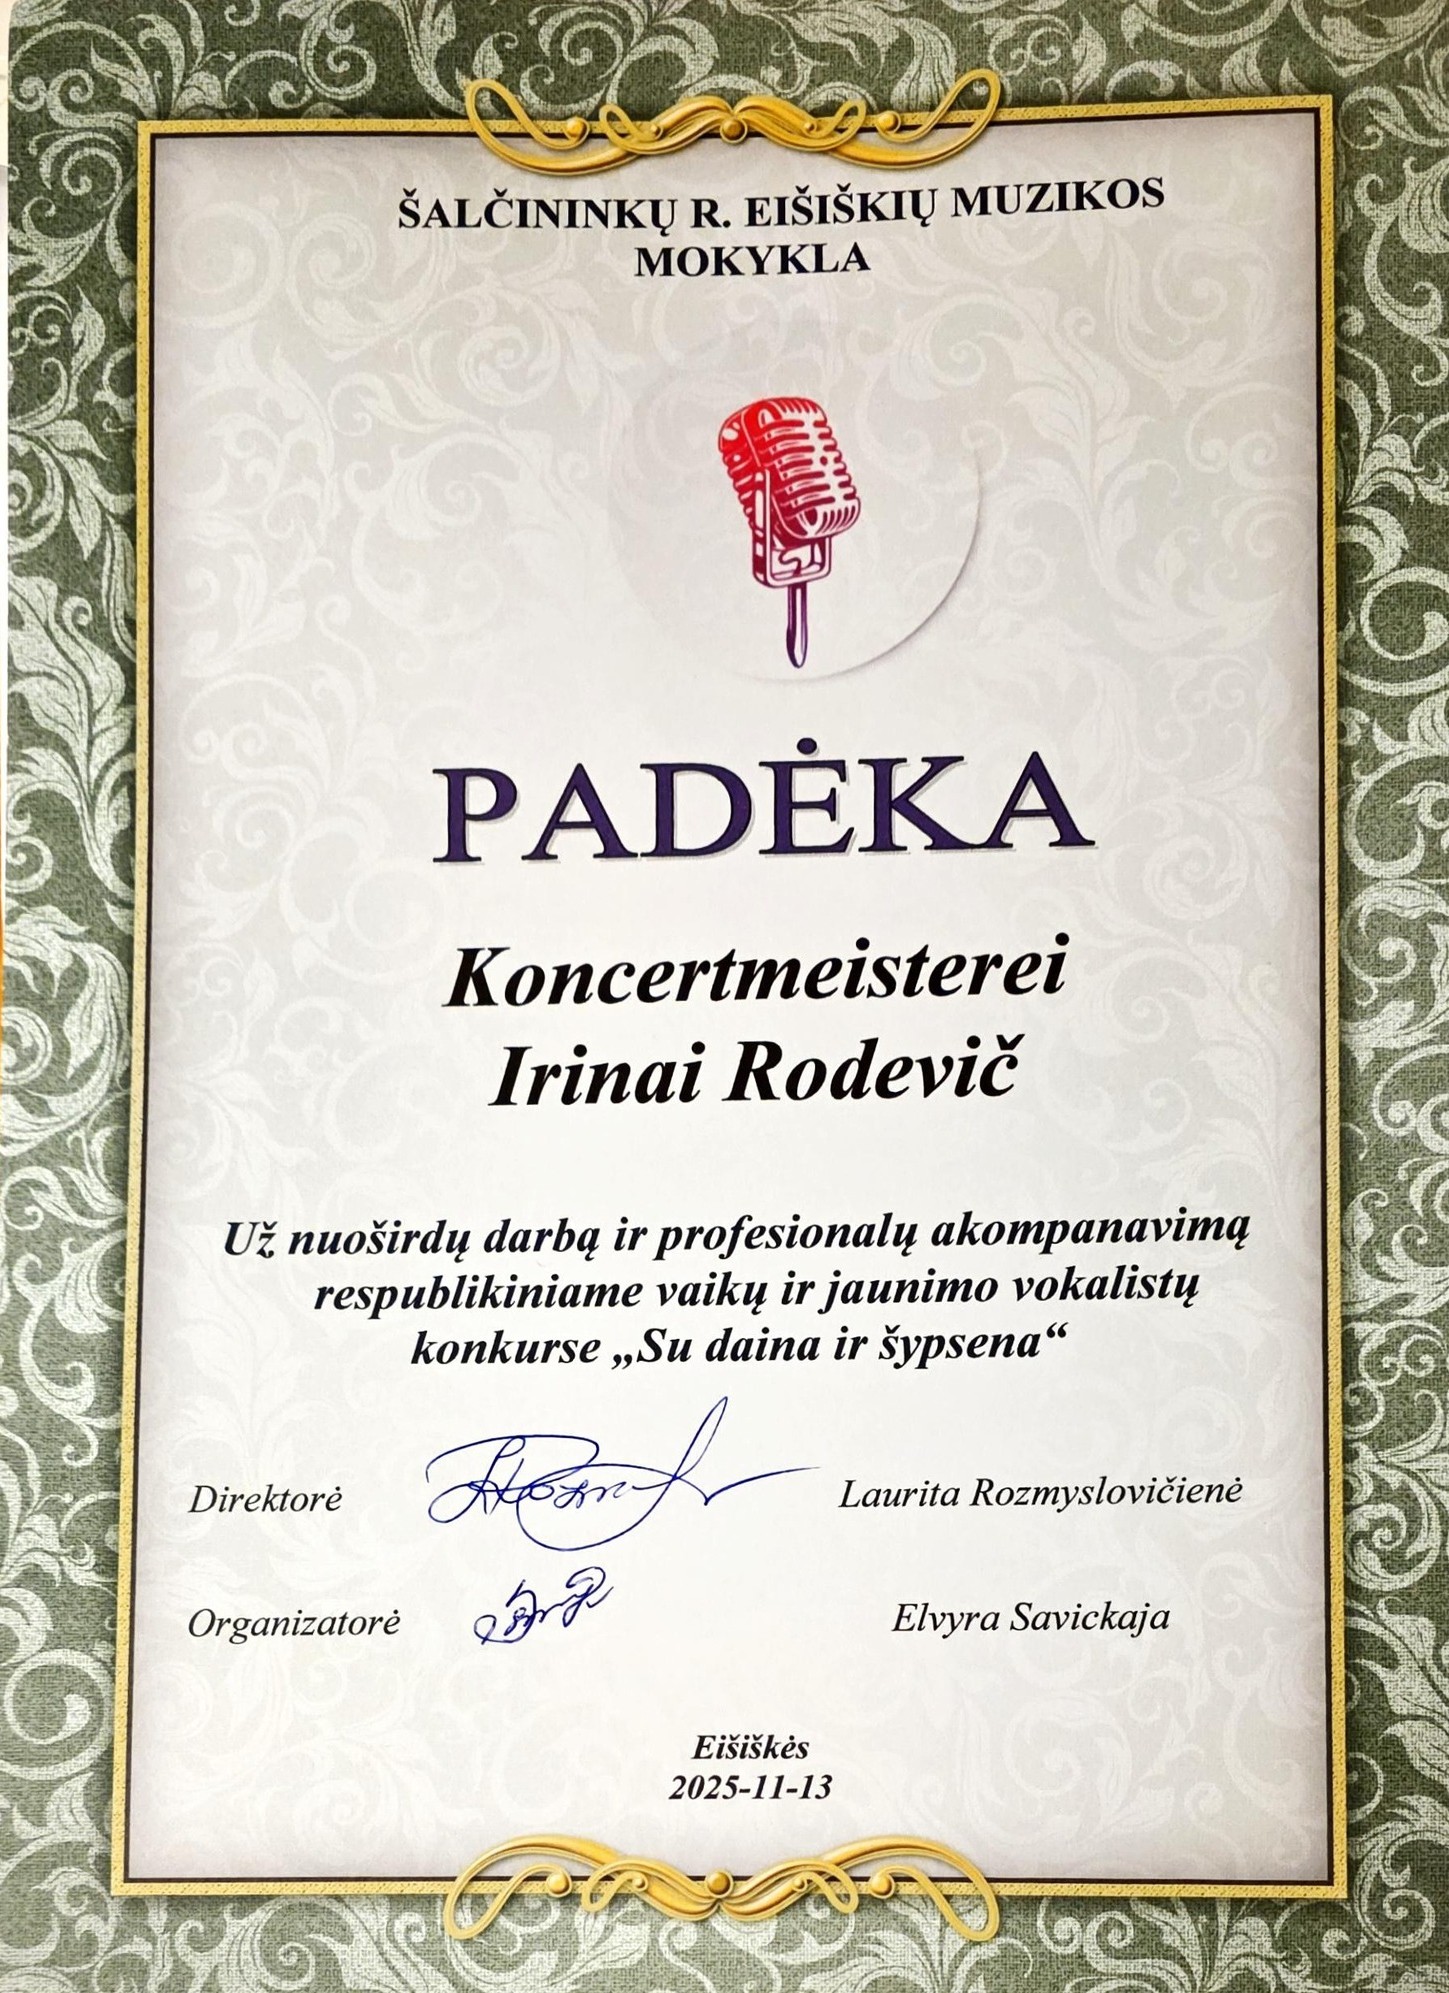 ŠALČININKŲ R. EIŠIŠKIŲ MUZIKOS
MOKYKLA
PADĖKA
Koncertmeisterei
Irinai Rodevič
Už nuoširdų darbą ir profesionalų akompanavimą
respublikiniame vaikų ir jaunimo vokalistų
konkurse „Su daina ir šypsena“
Direktorė Laurita Rozmyslovičienė
Organizatorė Elvyra Savickaja
Eišiškės
2025-11-13